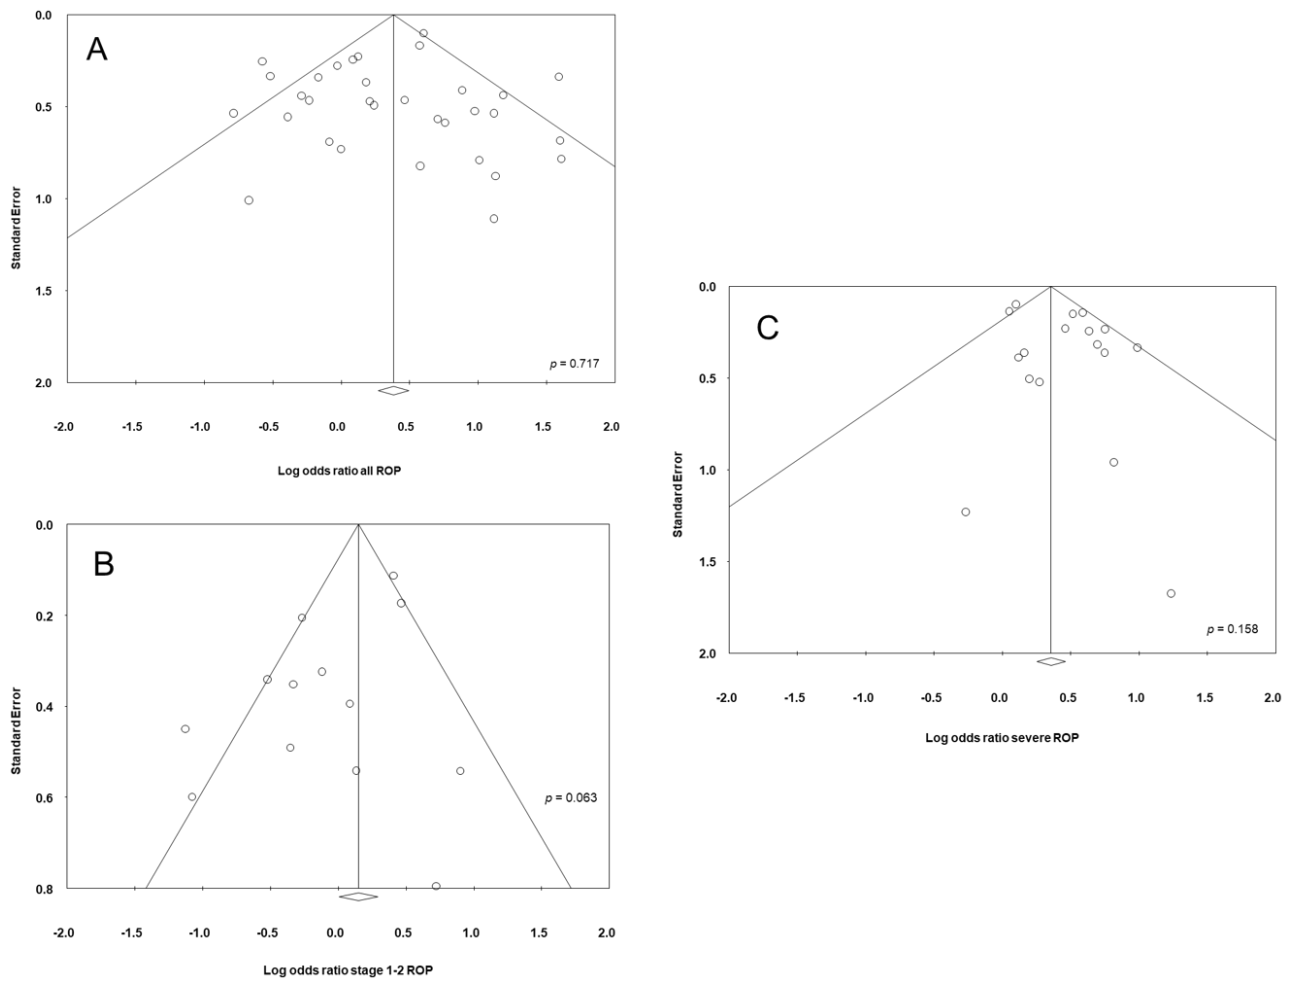 A
0.0
0.5
1.0
1.5
2.0
Standard Error
p = 0.717
-2.0 -1.5 -1.0 -0.5 0.0 0.5 1.0 1.5 2.0
Log odds ratio all ROP
B
0.0
0.2
0.4
0.6
0.8
Standard Error
p = 0.063
-2.0 -1.5 -1.0 -0.5 0.0 0.5 1.0 1.5 2.0
Log odds ratio stage 1-2 ROP
C
0.0
0.5
1.0
1.5
2.0
Standard Error
p = 0.158
-2.0 -1.5 -1.0 -0.5 0.0 0.5 1.0 1.5 2.0
Log odds ratio severe ROP